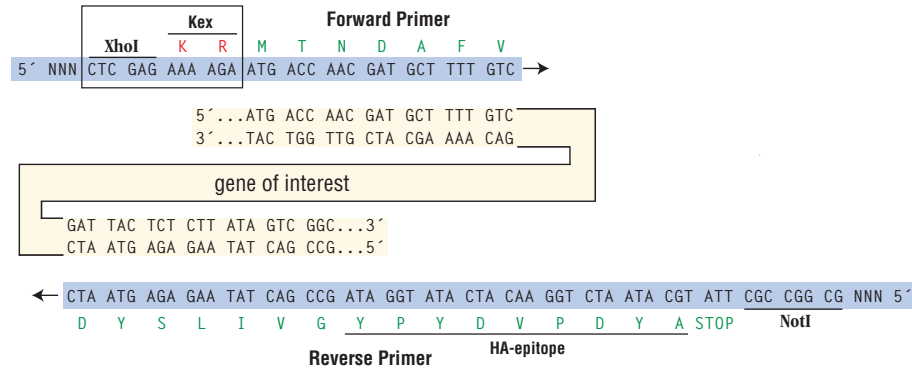 Kex
Forward Primer
XhoI K R M T N D A F V
5´ NNN CTC GAG AAA AGA ATG ACC AAC GAT GCT TTT GTC
5´...ATG ACC AAC GAT GCT TTT GTC
3´...TAC TGG TTG CTA CGA AAA CAG
gene of interest
GAT TAC TCT CTT ATA GTC GGC...3´
CTA ATG AGA GAA TAT CAG CCG...5´
CTA ATG AGA GAA TAT CAG CCG ATA GGT ATA CTA CAA GGT CTA ATA CGT ATT CGC CGG CG NNN 5´
D Y S L I V G Y P Y D V P D Y A STOP NotI
HA-epitope
Reverse Primer